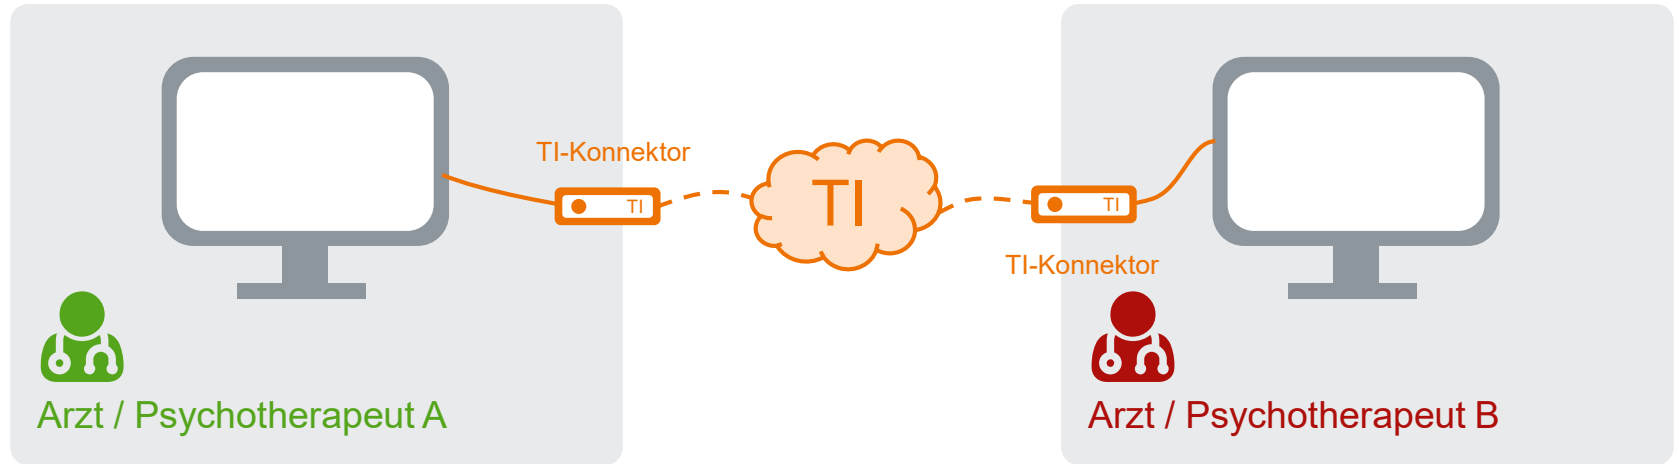 TI-Konnektor
TI
TI
TI
TI-Konnektor
Arzt / Psychotherapeut A
Arzt / Psychotherapeut B